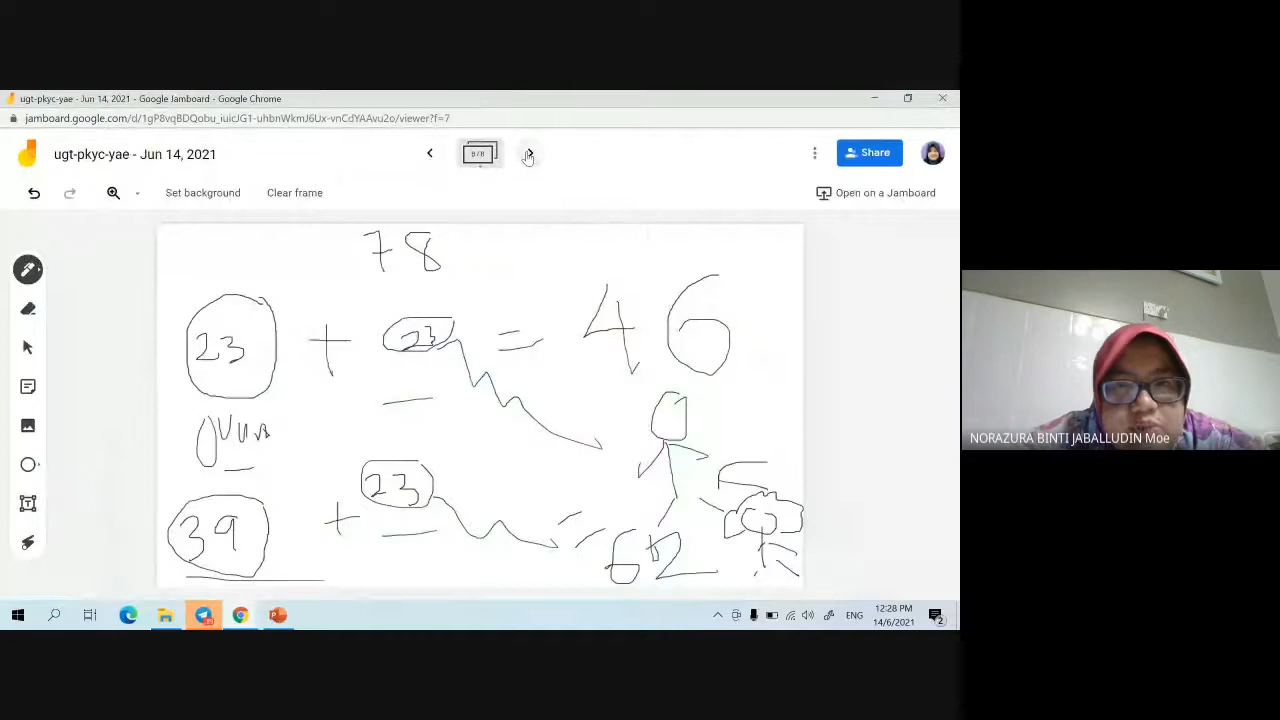 ugt-pkyc-yae - Jun 14, 2021 - Google Jamboard - Google Chrome
jamboard.google.com/d/1gP8vqBDQobu_iuicJG1-uhbnWkmJ6Ux-vnCdYAAvu2o/viewer?f=7
ugt-pkyc-yae - Jun 14, 2021
8/8
Share
Set background
Clear frame
Open on a Jamboard
78
23 + 23 = 46
39 + 23 = 62
NORAZURA BINTI JABALLUDIN Moe
ENG
12:28 PM
14/6/2021
2